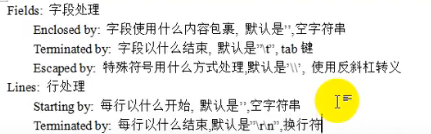 Fields: 字段处理
Enclosed by: 字段使用什么内容包裹, 默认是'',空字符串
Terminated by: 字段以什么结束, 默认是"\t", tab 键
Escaped by: 特殊符号用什么方式处理,默认是'\\', 使用反斜杠转义
Lines: 行处理
Starting by: 每行以什么开始, 默认是'',空字符串
Terminated by: 每行以什么结束,默认是"\r\n",换行符